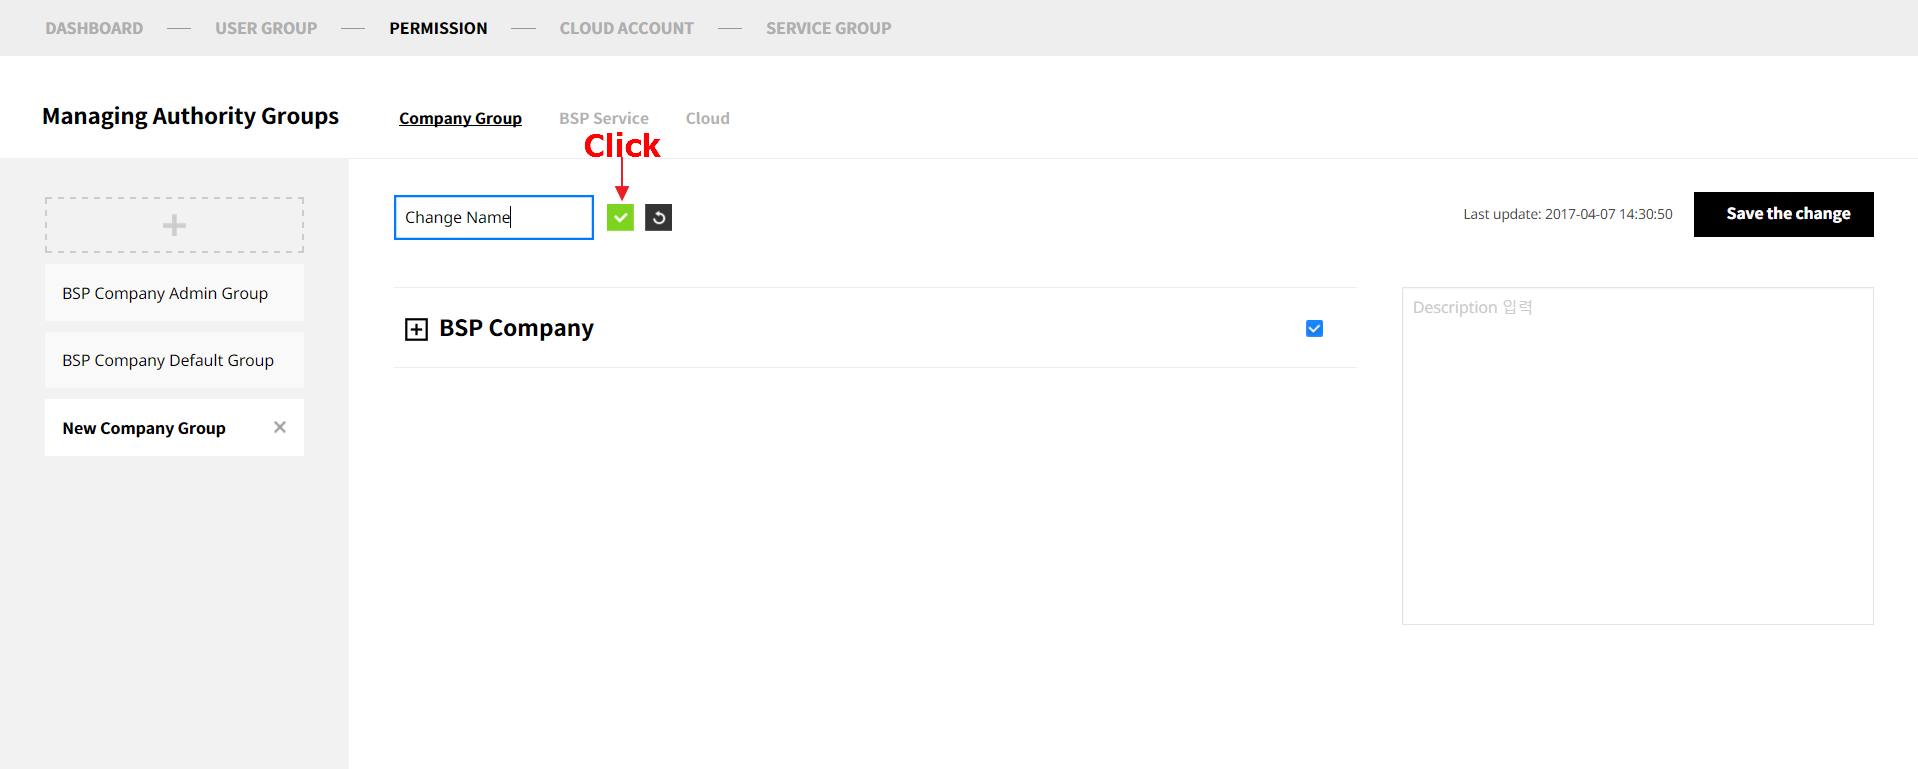 DASHBOARD USER GROUP PERMISSION CLOUD ACCOUNT SERVICE GROUP
Managing Authority Groups Company Group BSP Service Cloud
Click
Change Name
Last update: 2017-04-07 14:30:50
Save the change
BSP Company Admin Group
BSP Company Default Group
New Company Group
BSP Company
Description 입력